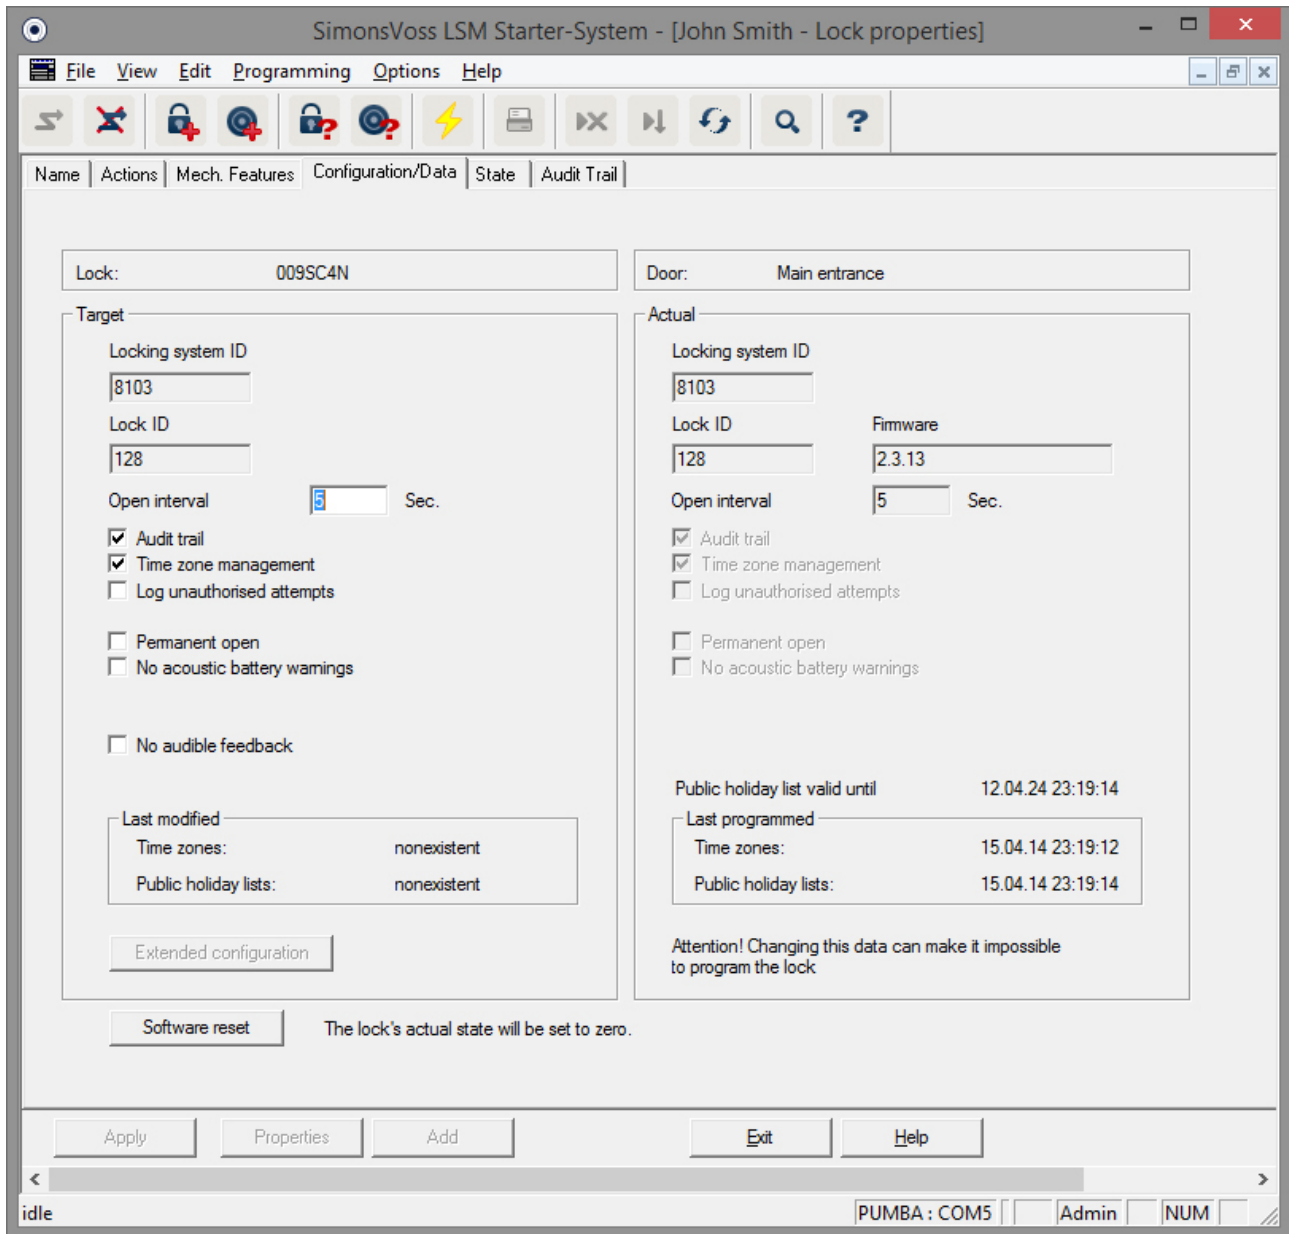 SimonsVoss LSM Starter-System - [John Smith - Lock properties]
File View Edit Programming Options Help
Name Actions Mech. Features Configuration/Data State Audit Trail
Lock: 009SC4N
Door: Main entrance
Target
Locking system ID
8103
Lock ID
128
Open interval 5 Sec.
Audit trail
Time zone management
Log unauthorised attempts
Permanent open
No acoustic battery warnings
No audible feedback
Last modified
Time zones: nonexistent
Public holiday lists: nonexistent
Extended configuration
Actual
Locking system ID
8103
Lock ID Firmware
128 2.3.13
Open interval 5 Sec.
Audit trail
Time zone management
Log unauthorised attempts
Permanent open
No acoustic battery warnings
Public holiday list valid until 12.04.24 23:19:14
Last programmed
Time zones: 15.04.14 23:19:12
Public holiday lists: 15.04.14 23:19:14
Attention! Changing this data can make it impossible
to program the lock
Software reset The lock's actual state will be set to zero.
Apply Properties Add Exit Help
idle PUMBA : COM5 Admin NUM